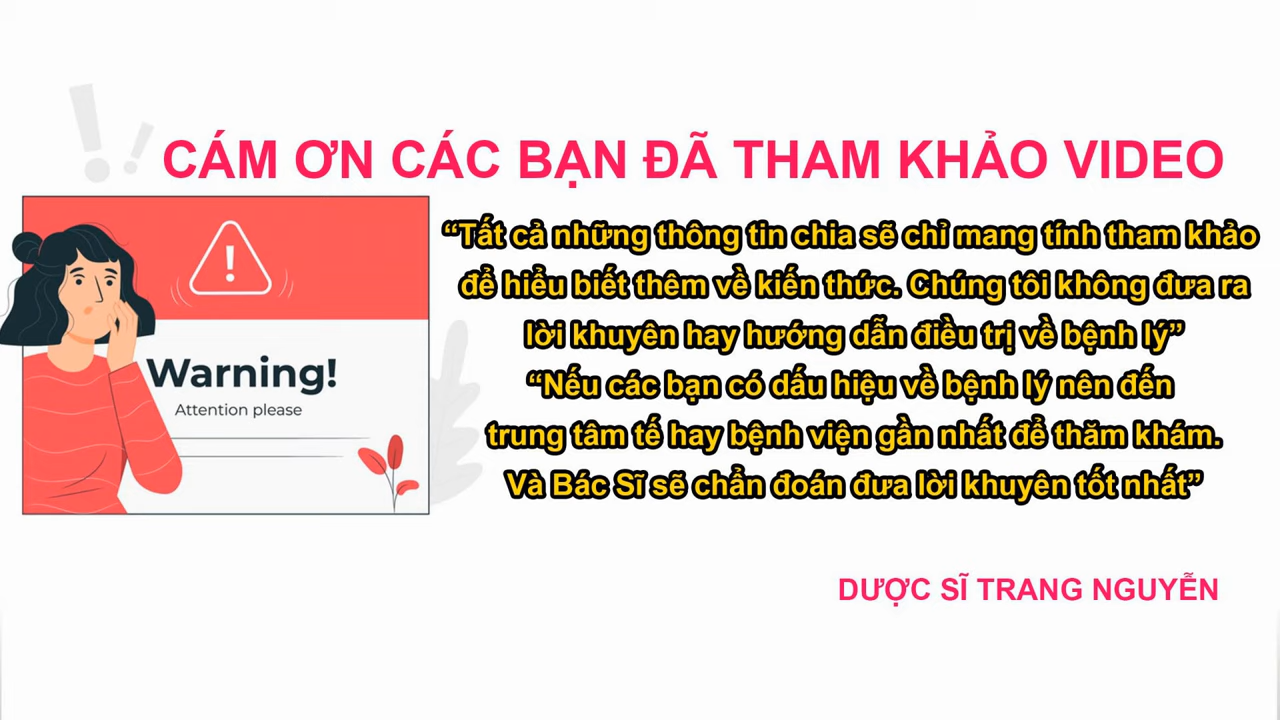 CÁM ƠN CÁC BẠN ĐÃ THAM KHẢO VIDEO
“Tất cả những thông tin chia sẽ chỉ mang tính tham khảo
để hiểu biết thêm về kiến thức. Chúng tôi không đưa ra
lời khuyên hay hướng dẫn điều trị về bệnh lý”
“Nếu các bạn có dấu hiệu về bệnh lý nên đến
trung tâm tế hay bệnh viện gần nhất để thăm khám.
Và Bác Sĩ sẽ chẩn đoán đưa lời khuyên tốt nhất”
Warning!
Attention please
DƯỢC SĨ TRANG NGUYỄN